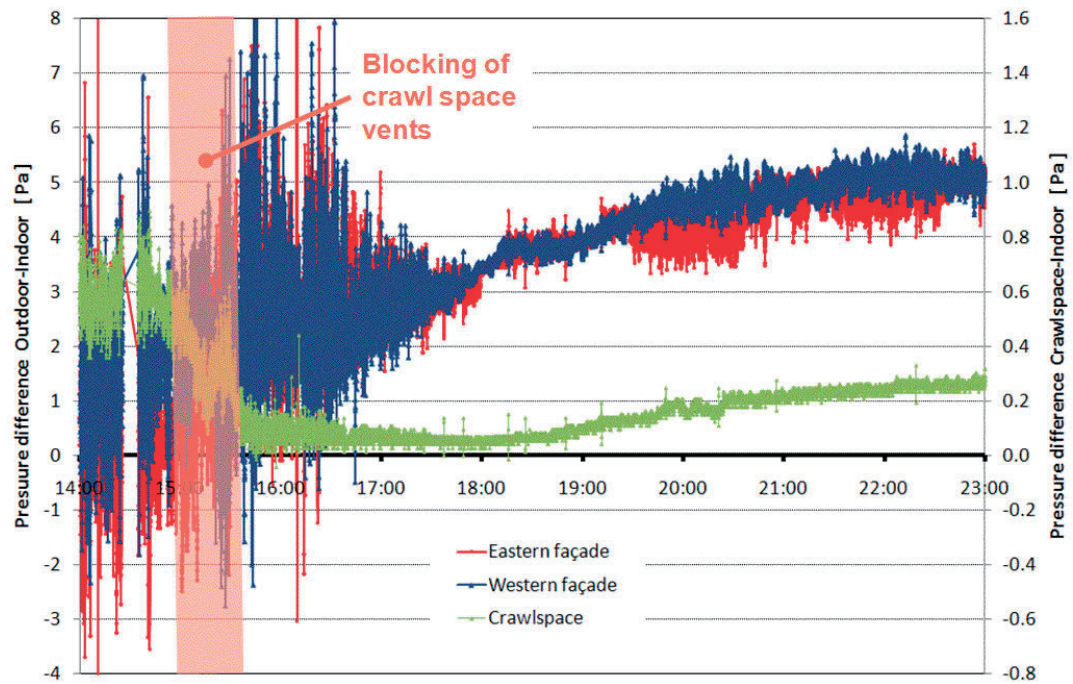 8
7
6
5
4
3
2
1
0
-1
-2
-3
-4
Presuure difference Outdoor-Indoor [Pa]
Blocking of
crawl space
vents
14:00 15:00 16:00 17:00 18:00 19:00 20:00 21:00 22:00 23:00
Eastern façade
Western façade
Crawlspace
1.6
1.4
1.2
1.0
0.8
0.6
0.4
0.2
0.0
-0.2
-0.4
-0.6
-0.8
Pressure difference Crawlspace-Indoor [Pa]